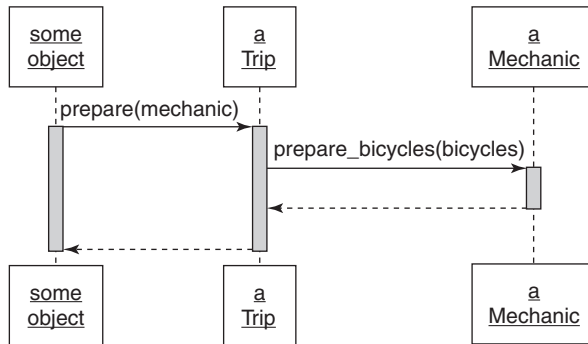 some
object
a
Trip
a
Mechanic
prepare(mechanic)
prepare_bicycles(bicycles)
some
object
a
Trip
a
Mechanic